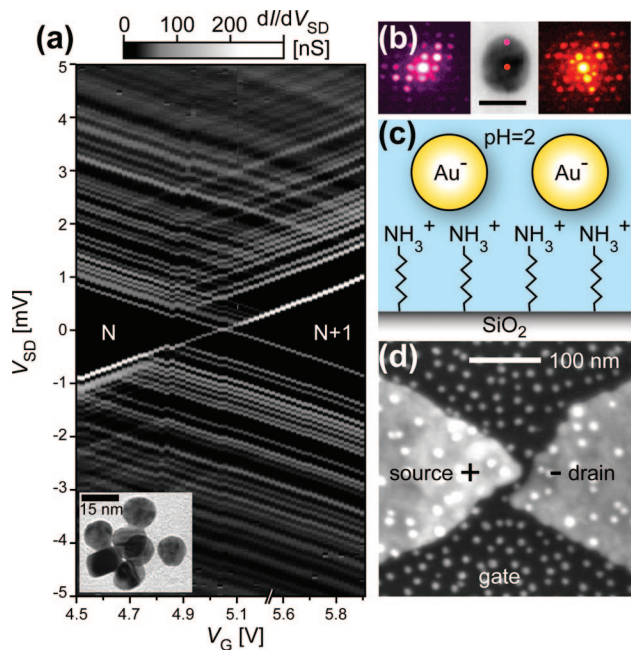 (a)
dI/dV_SD
0 100 200
[nS]
5
4
3
2
1
0
-1
-2
-3
-4
-5
V_SD [mV]
N
N+1
15 nm
4.5 4.7 4.9 5.1 5.6 5.8
V_G [V]
(b)
(c)
pH=2
Au⁻ Au⁻
NH₃⁺ NH₃⁺ NH₃⁺ NH₃⁺
SiO₂
(d)
100 nm
source + - drain
gate